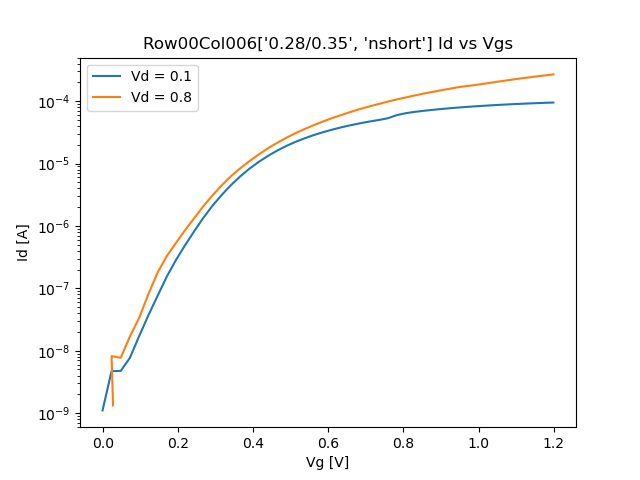 Row00Col006['0.28/0.35', 'nshort'] Id vs Vgs
Vd = 0.1
Vd = 0.8
Id [A]
10⁻⁴
10⁻⁵
10⁻⁶
10⁻⁷
10⁻⁸
10⁻⁹
0.0 0.2 0.4 0.6 0.8 1.0 1.2
Vg [V]